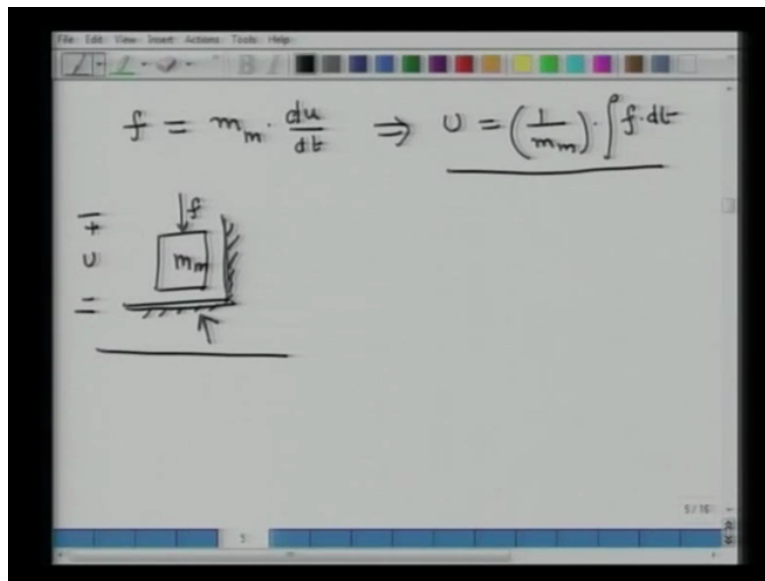 File Edit View Insert Actions Tools Help
B I
f = m_m · du/dt ⇒ U = (1/m_m) · ∫ f · dt
f
+
U
m_m
5/16
5